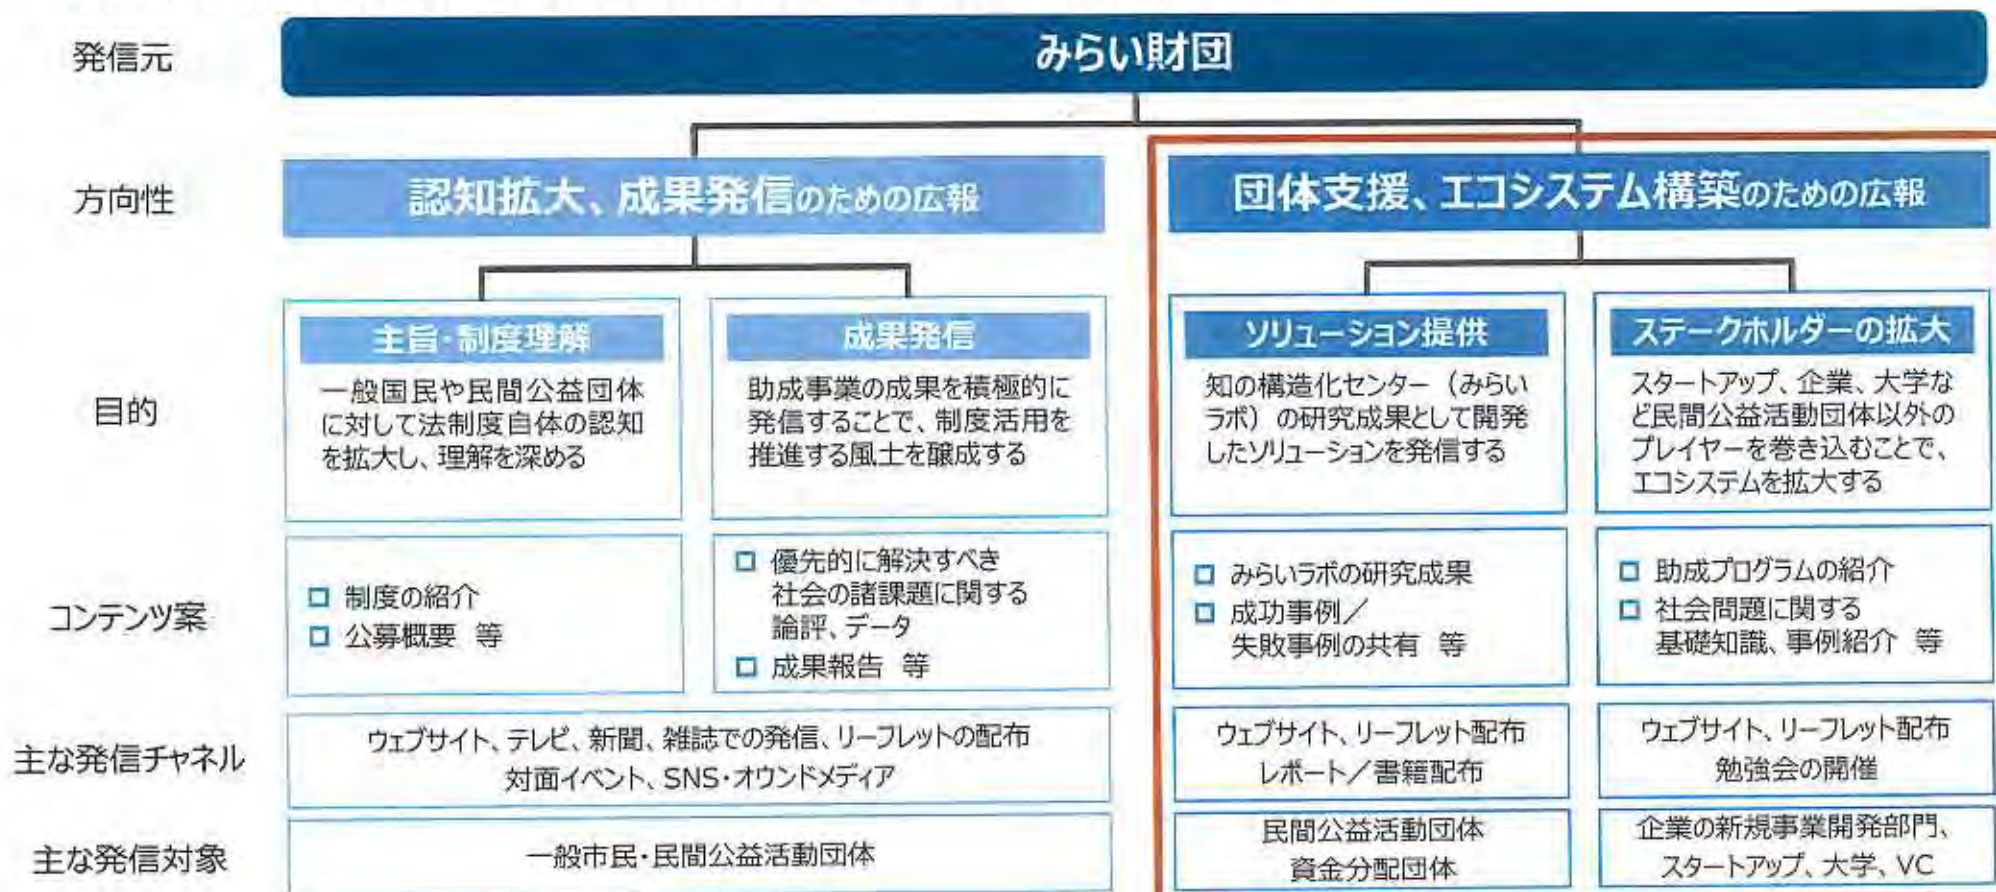 発信元
みらい財団
方向性
認知拡大、成果発信のための広報
団体支援、エコシステム構築のための広報
目的
主旨・制度理解
一般国民や民間公益団体
に対して法制度自体の認知
を拡大し、理解を深める
成果発信
助成事業の成果を積極的に
発信することで、制度活用を
推進する風土を醸成する
ソリューション提供
知の構造化センター（みらい
ラボ）の研究成果として開発
したソリューションを発信する
ステークホルダーの拡大
スタートアップ、企業、大学な
ど民間公益活動団体以外の
プレイヤーを巻き込むことで、
エコシステムを拡大する
コンテンツ案
□ 制度の紹介
□ 公募概要 等
□ 優先的に解決すべき
社会の諸課題に関する
論評、データ
□ 成果報告 等
□ みらいラボの研究成果
□ 成功事例／
失敗事例の共有 等
□ 助成プログラムの紹介
□ 社会問題に関する
基礎知識、事例紹介 等
主な発信チャネル
ウェブサイト、テレビ、新聞、雑誌での発信、リーフレットの配布
対面イベント、SNS・オウンドメディア
ウェブサイト、リーフレット配布
レポート／書籍配布
ウェブサイト、リーフレット配布
勉強会の開催
主な発信対象
一般市民・民間公益活動団体
民間公益活動団体
資金分配団体
企業の新規事業開発部門、
スタートアップ、大学、VC